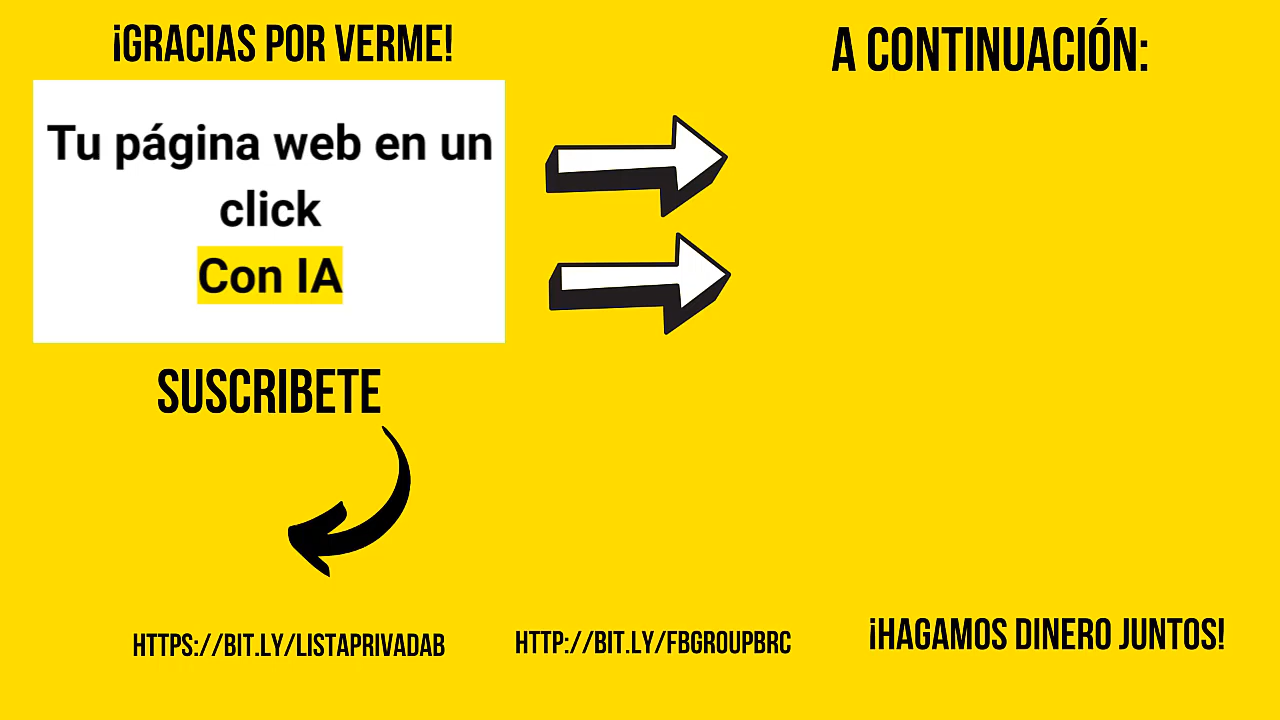 ¡GRACIAS POR VERME!
A CONTINUACIÓN:
Tu página web en un
click
Con IA
SUSCRIBETE
HTTPS://BIT.LY/LISTAPRIVADAB
HTTP://BIT.LY/FBGROUPBRC
¡HAGAMOS DINERO JUNTOS!